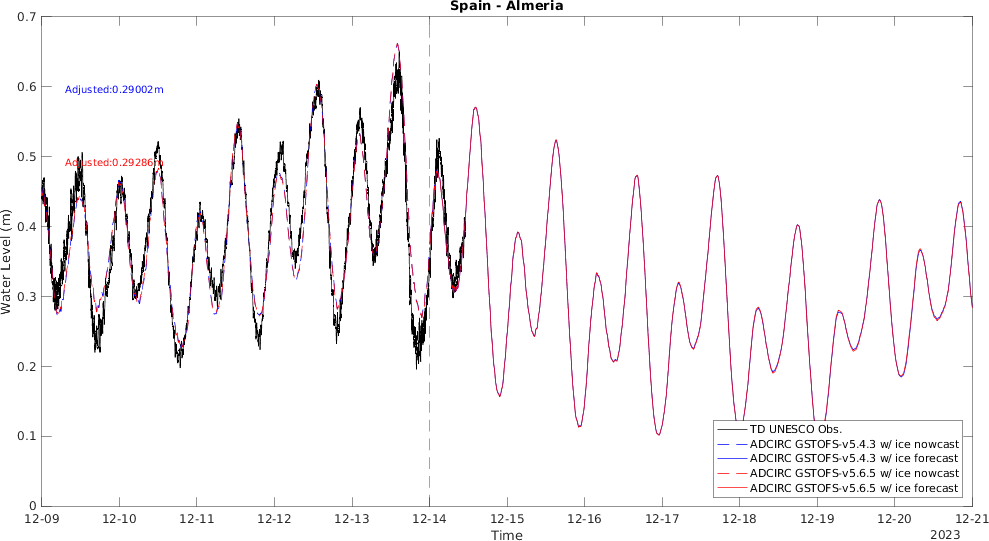 Spain - Almeria
0.7
0.6
0.5
0.4
0.3
0.2
0.1
0
Water Level (m)
Adjusted:0.29002m
Adjusted:0.29286m
TD UNESCO Obs.
ADCIRC GSTOFS-v5.4.3 w/ ice nowcast
ADCIRC GSTOFS-v5.4.3 w/ ice forecast
ADCIRC GSTOFS-v5.6.5 w/ ice nowcast
ADCIRC GSTOFS-v5.6.5 w/ ice forecast
12-09 12-10 12-11 12-12 12-13 12-14 12-15 12-16 12-17 12-18 12-19 12-20 12-21
Time
2023